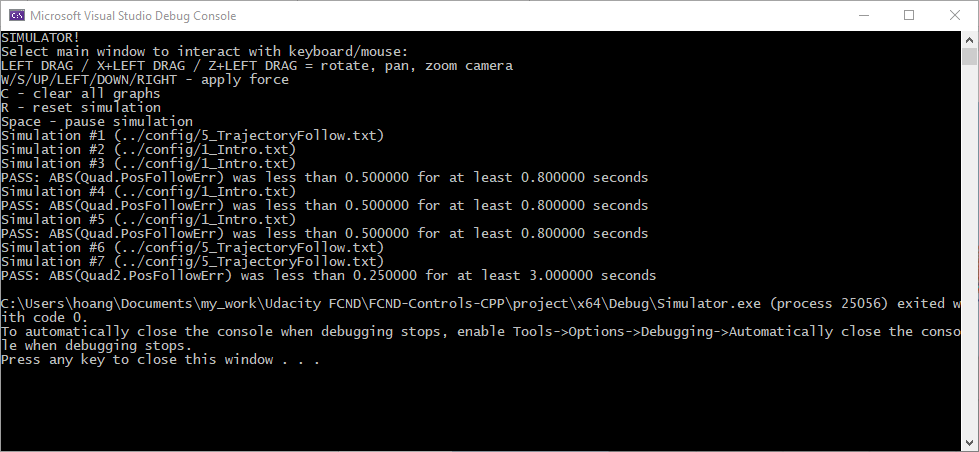 Microsoft Visual Studio Debug Console
SIMULATOR!
Select main window to interact with keyboard/mouse:
LEFT DRAG / X+LEFT DRAG / Z+LEFT DRAG = rotate, pan, zoom camera
W/S/UP/LEFT/DOWN/RIGHT - apply force
C - clear all graphs
R - reset simulation
Space - pause simulation
Simulation #1 (../config/5_TrajectoryFollow.txt)
Simulation #2 (../config/1_Intro.txt)
Simulation #3 (../config/1_Intro.txt)
PASS: ABS(Quad.PosFollowErr) was less than 0.500000 for at least 0.800000 seconds
Simulation #4 (../config/1_Intro.txt)
PASS: ABS(Quad.PosFollowErr) was less than 0.500000 for at least 0.800000 seconds
Simulation #5 (../config/1_Intro.txt)
PASS: ABS(Quad.PosFollowErr) was less than 0.500000 for at least 0.800000 seconds
Simulation #6 (../config/5_TrajectoryFollow.txt)
Simulation #7 (../config/5_TrajectoryFollow.txt)
PASS: ABS(Quad2.PosFollowErr) was less than 0.250000 for at least 3.000000 seconds
C:\Users\hoang\Documents\my_work\Udacity FCND\FCND-Controls-CPP\project\x64\Debug\Simulator.exe (process 25056) exited w
ith code 0.
To automatically close the console when debugging stops, enable Tools->Options->Debugging->Automatically close the conso
le when debugging stops.
Press any key to close this window . . .